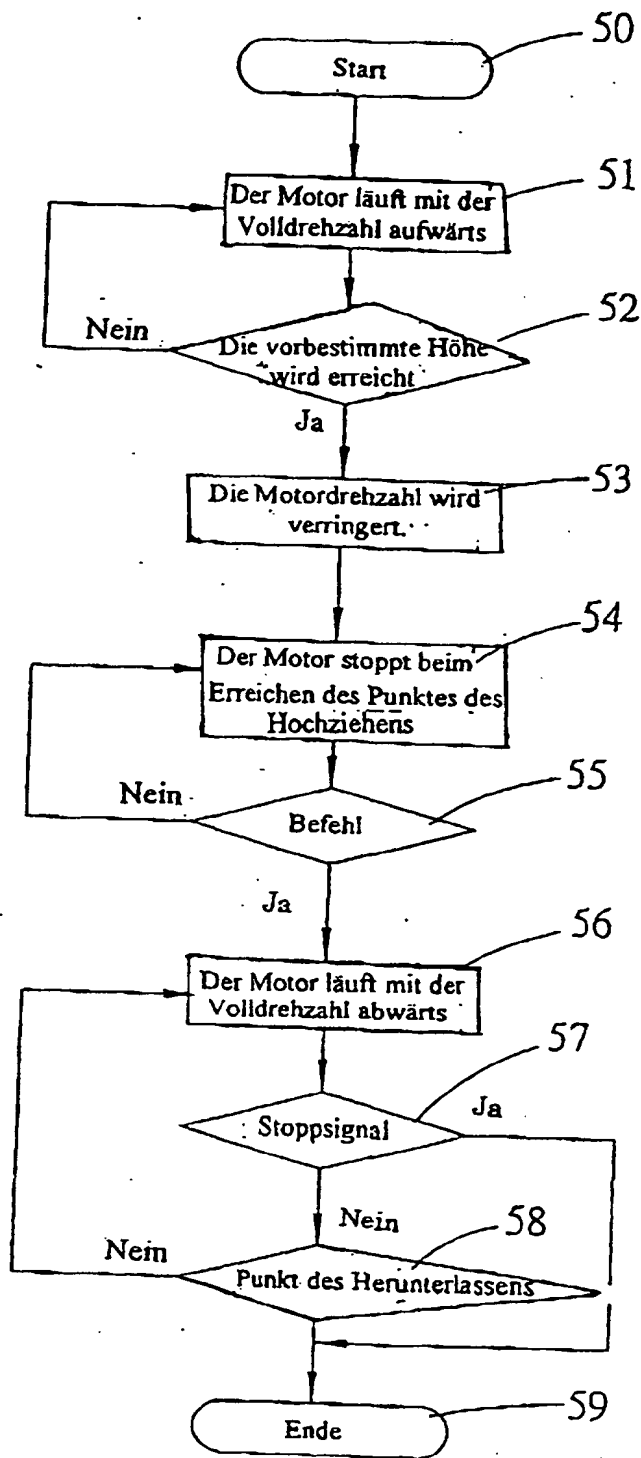 50
Start
51
Der Motor läuft mit der
Volldrehzahl aufwärts
52
Nein
Die vorbestimmte Höhe
wird erreicht
Ja
53
Die Motordrehzahl wird
verringert.
54
Der Motor stoppt beim
Erreichen des Punktes des
Hochziehens
Nein
55
Befehl
Ja
56
Der Motor läuft mit der
Volldrehzahl abwärts
57
Stoppsignal
Ja
Nein
58
Nein
Punkt des Herunterlassens
59
Ende